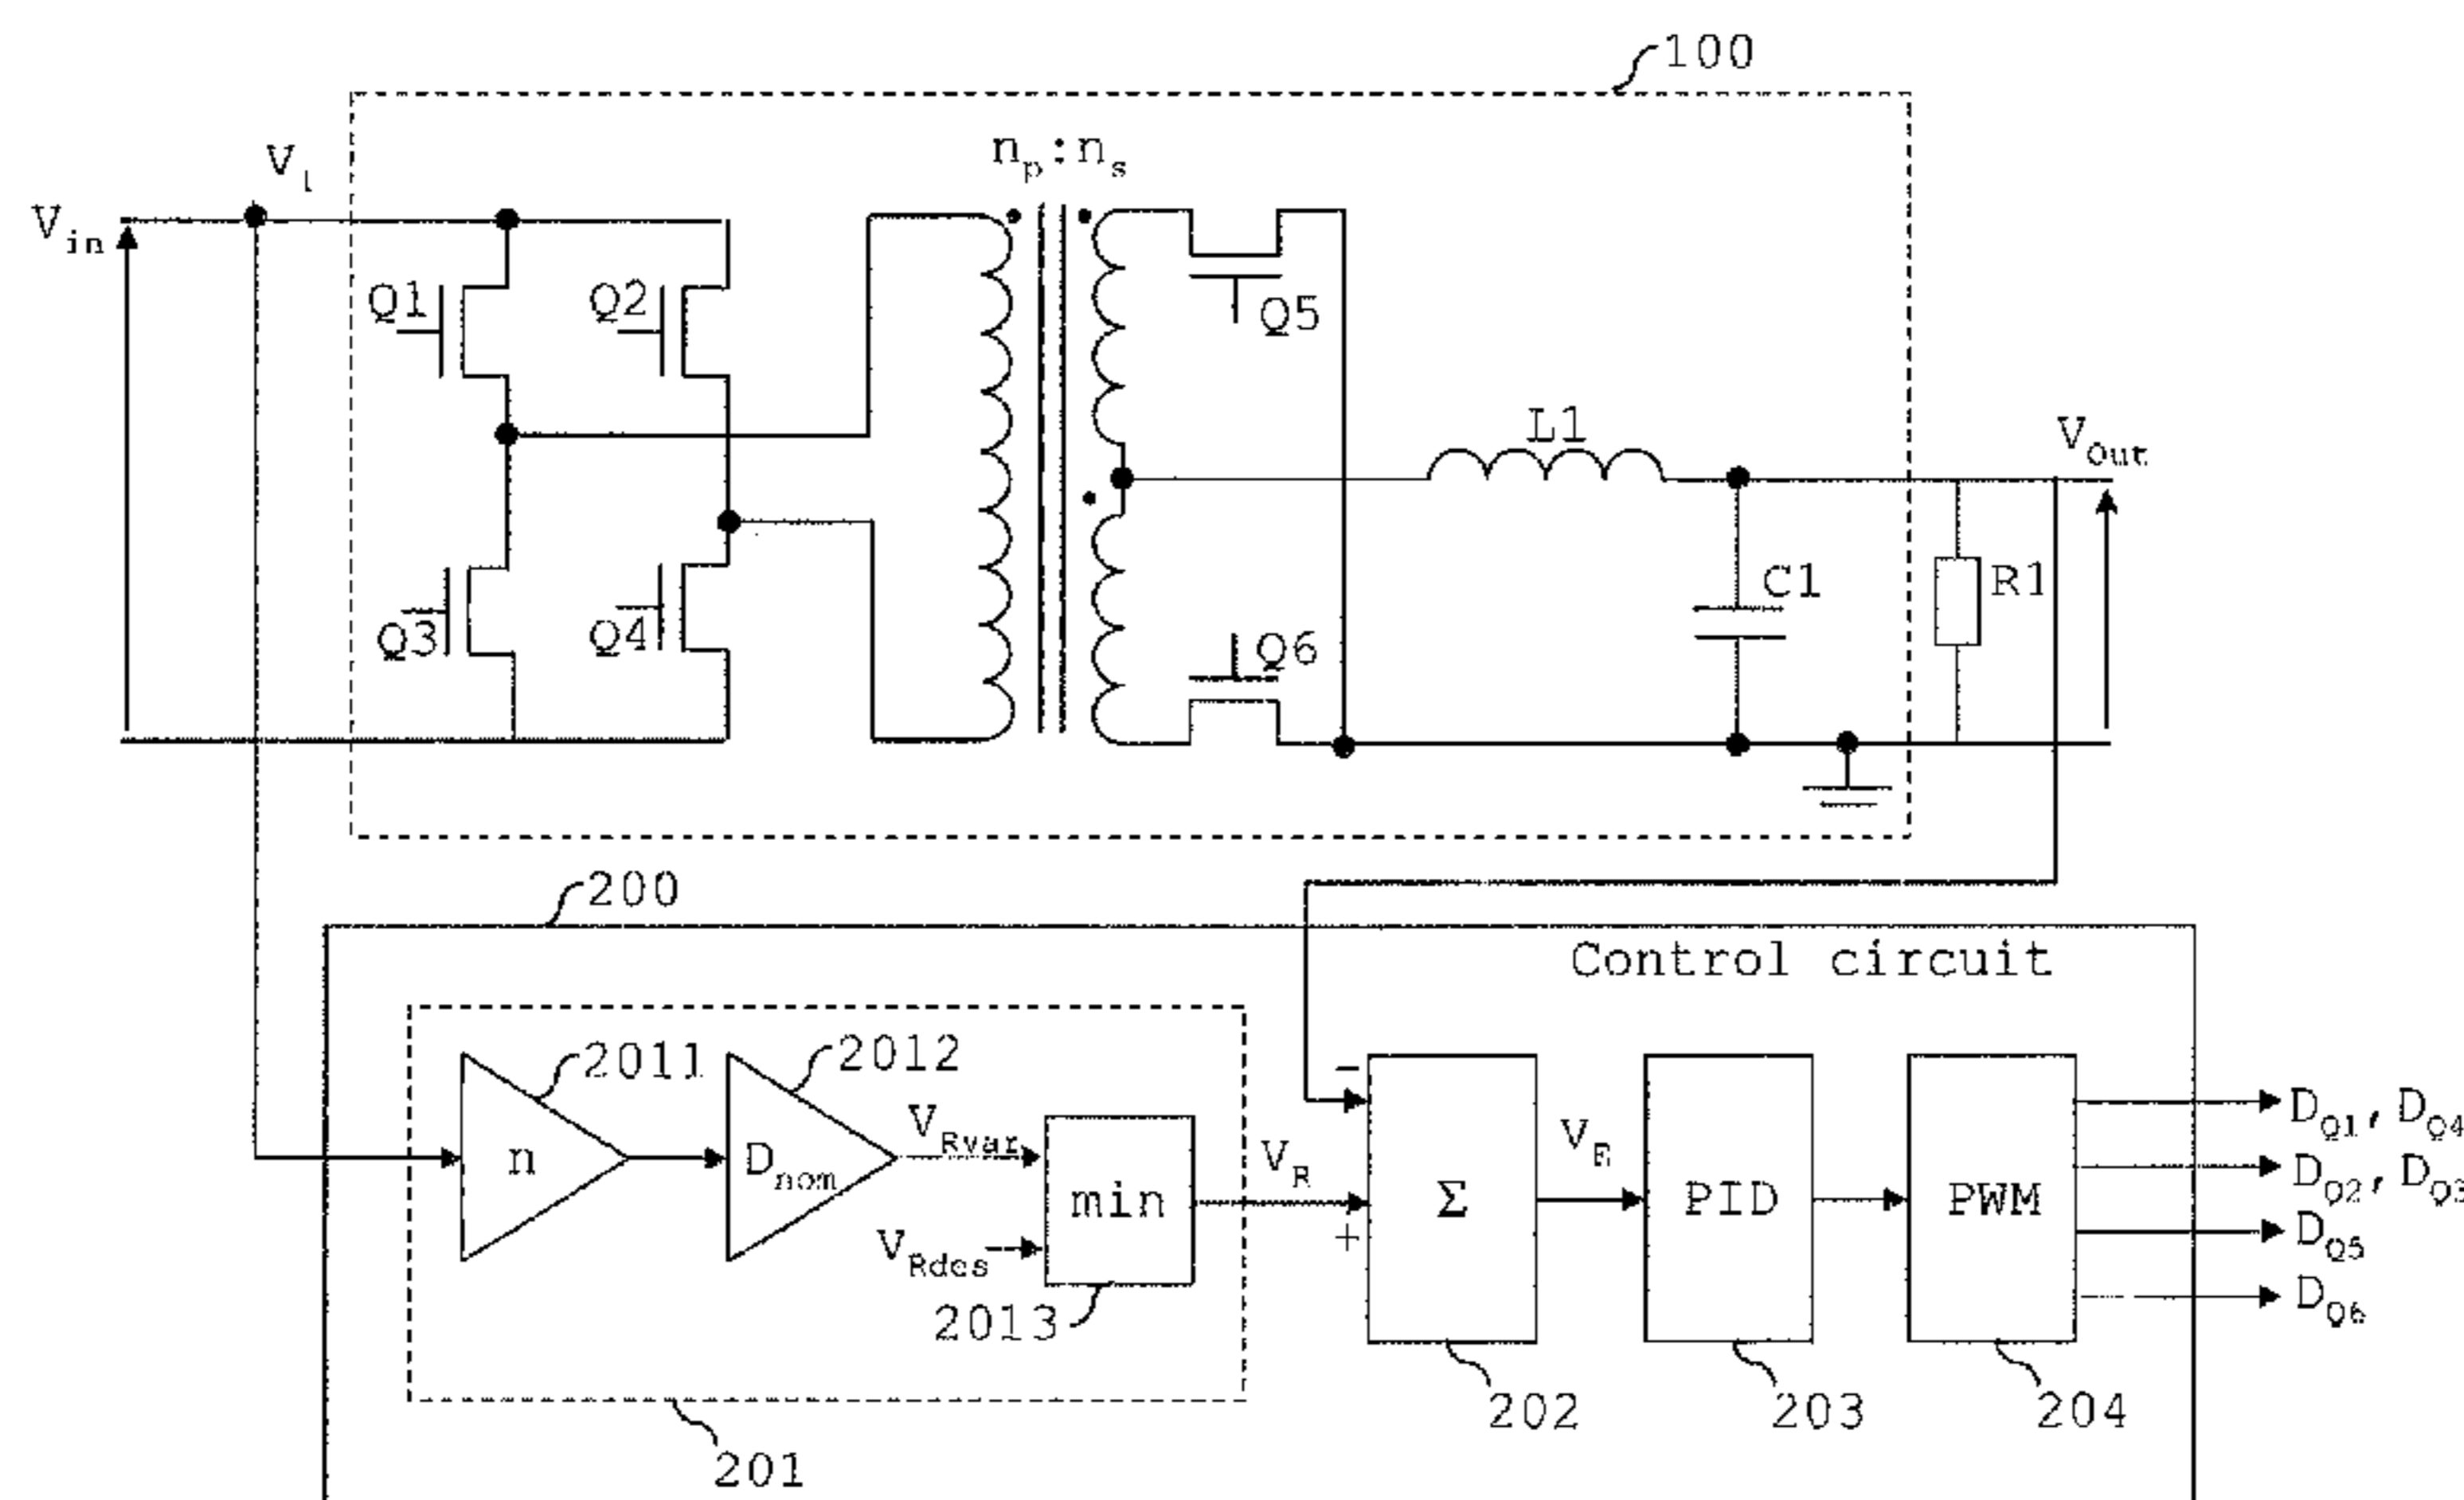 100
V_I
n_p:n_s
V_in
Q1
Q2
Q5
L1
V_Out
Q3
Q4
Q6
C1
R1
200
Control circuit
2011
2012
n
D_nom
V_Rvar
V_Rdes
min
2013
201
V_R
-
+
Σ
202
V_E
PID
203
PWM
204
D_Q1, D_Q4
D_Q2, D_Q3
D_Q5
D_Q6